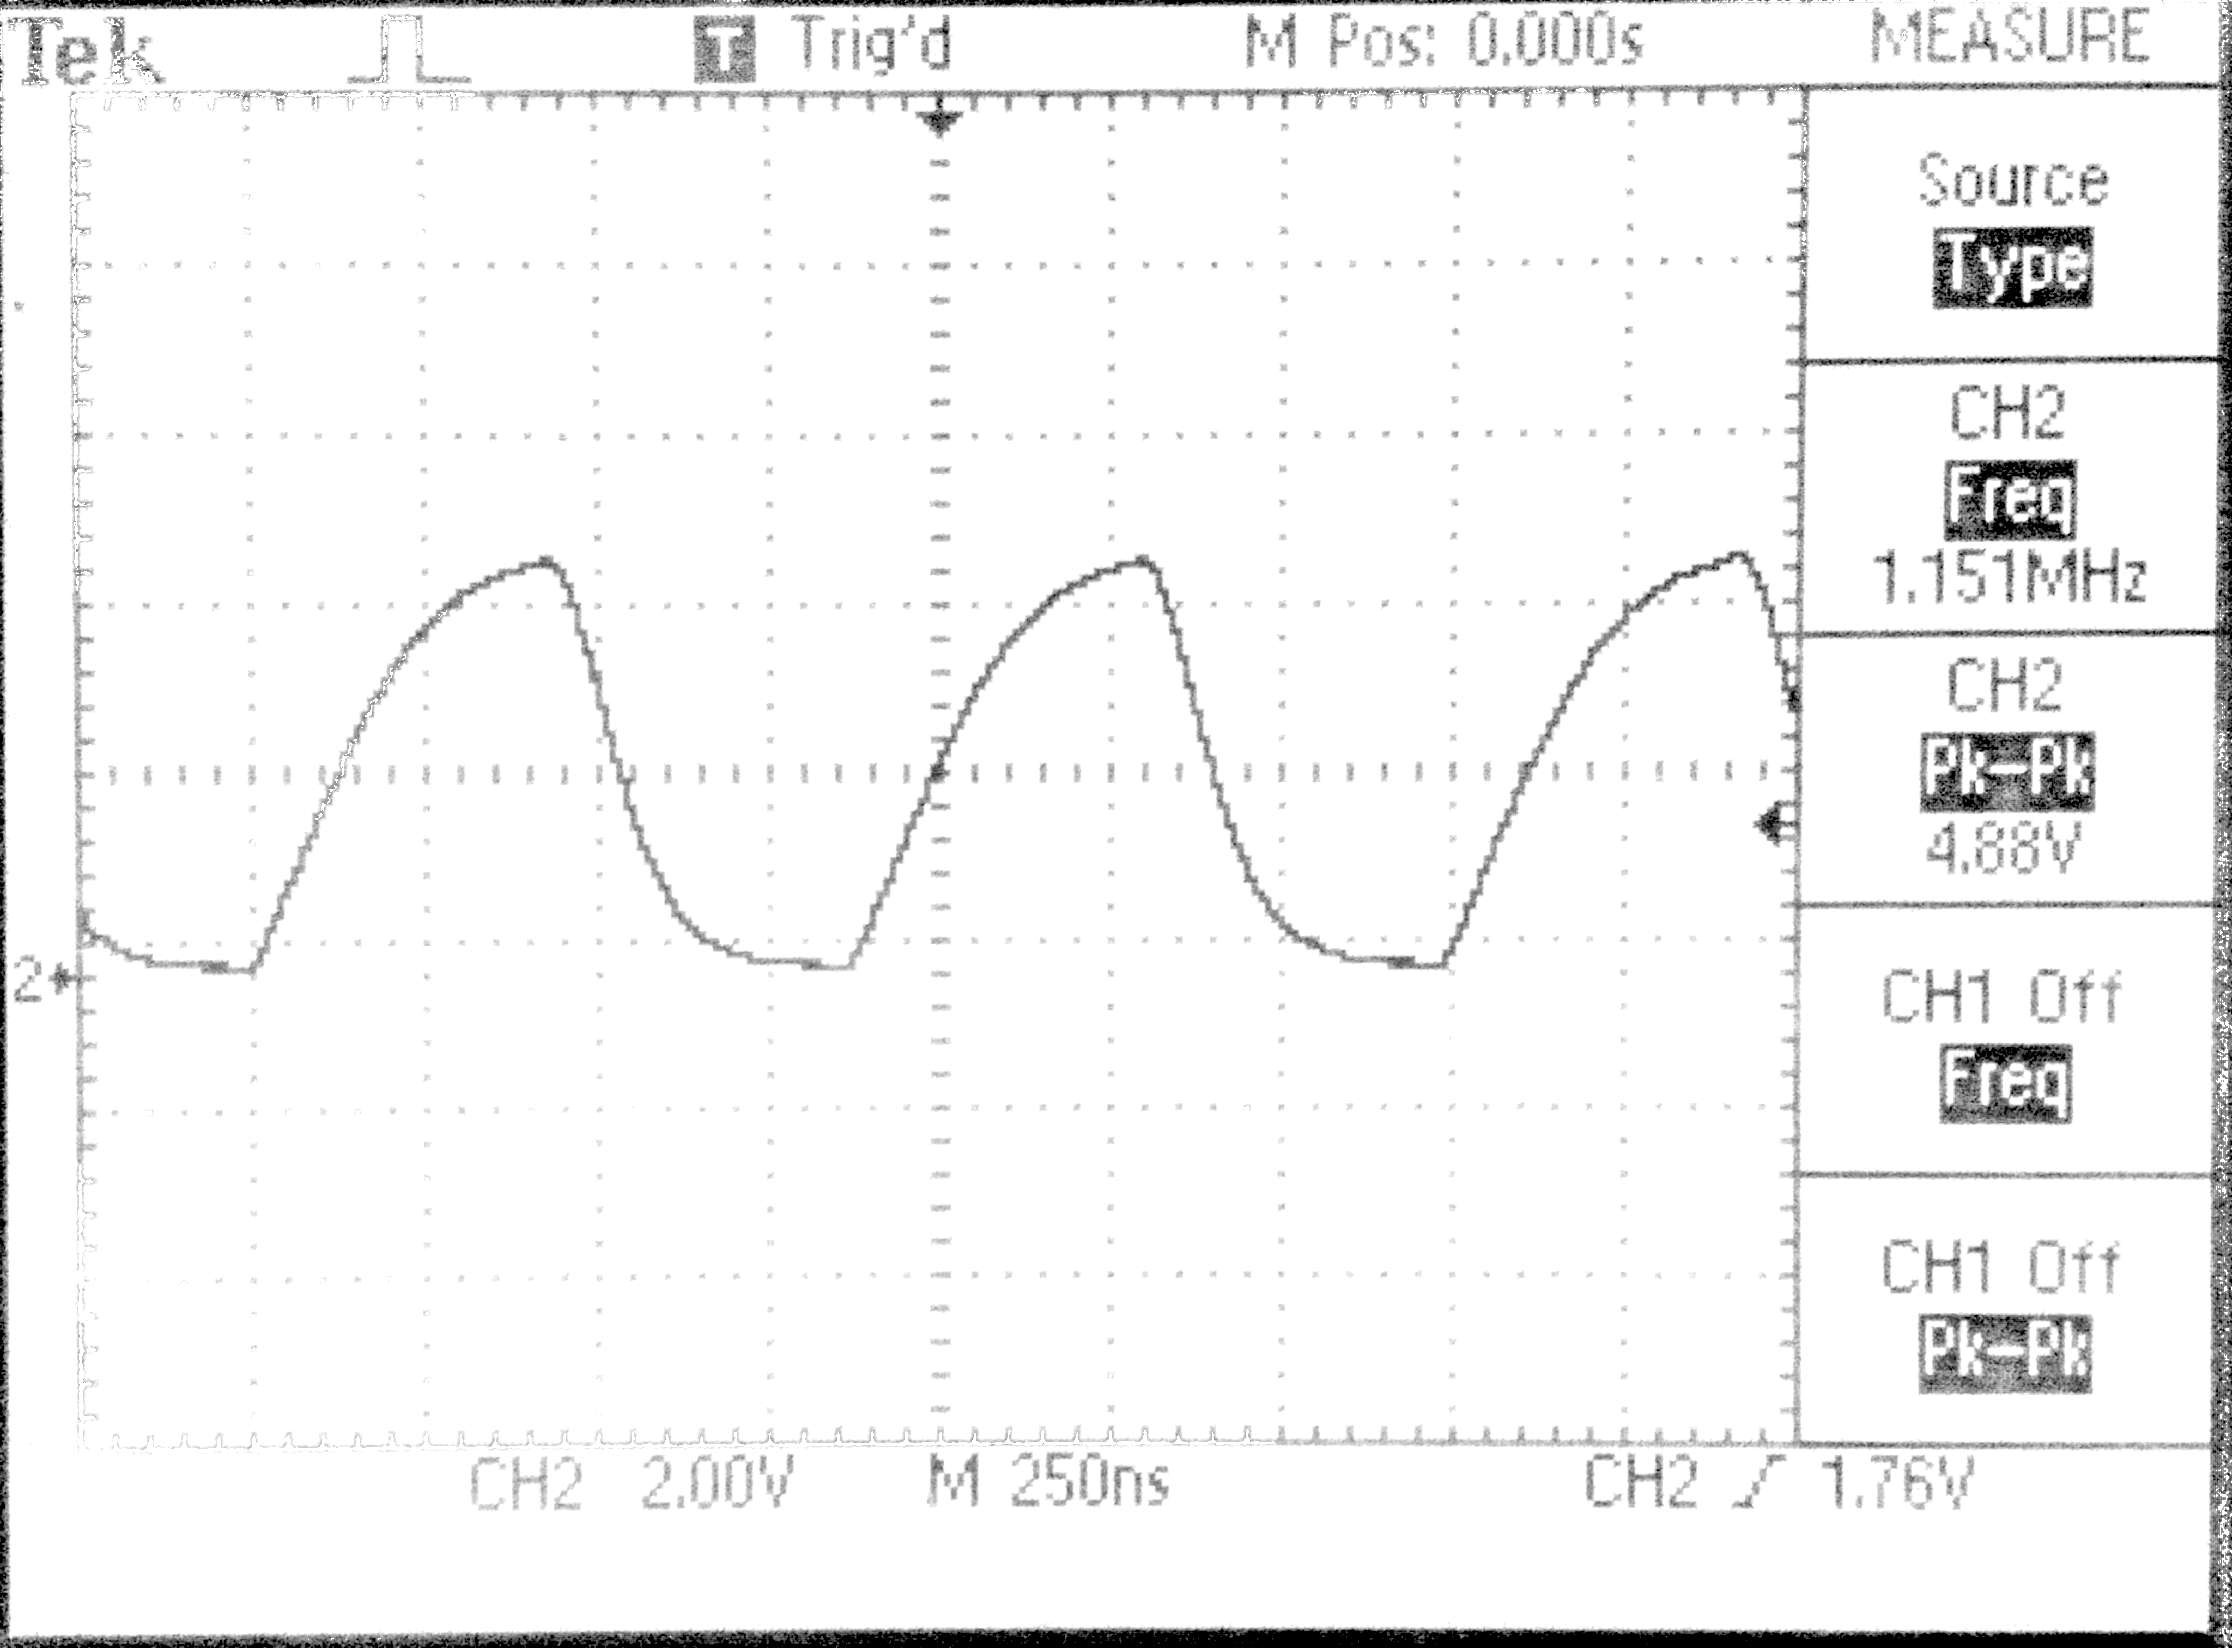 Tek T Trig'd M Pos: 0.000s MEASURE
Source
Type
CH2
Freq
1.151MHz
CH2
Pk-Pk
4.88V
2
CH1 Off
Freq
CH1 Off
Pk-Pk
CH2 2.00V M 250ns CH2 1.76V